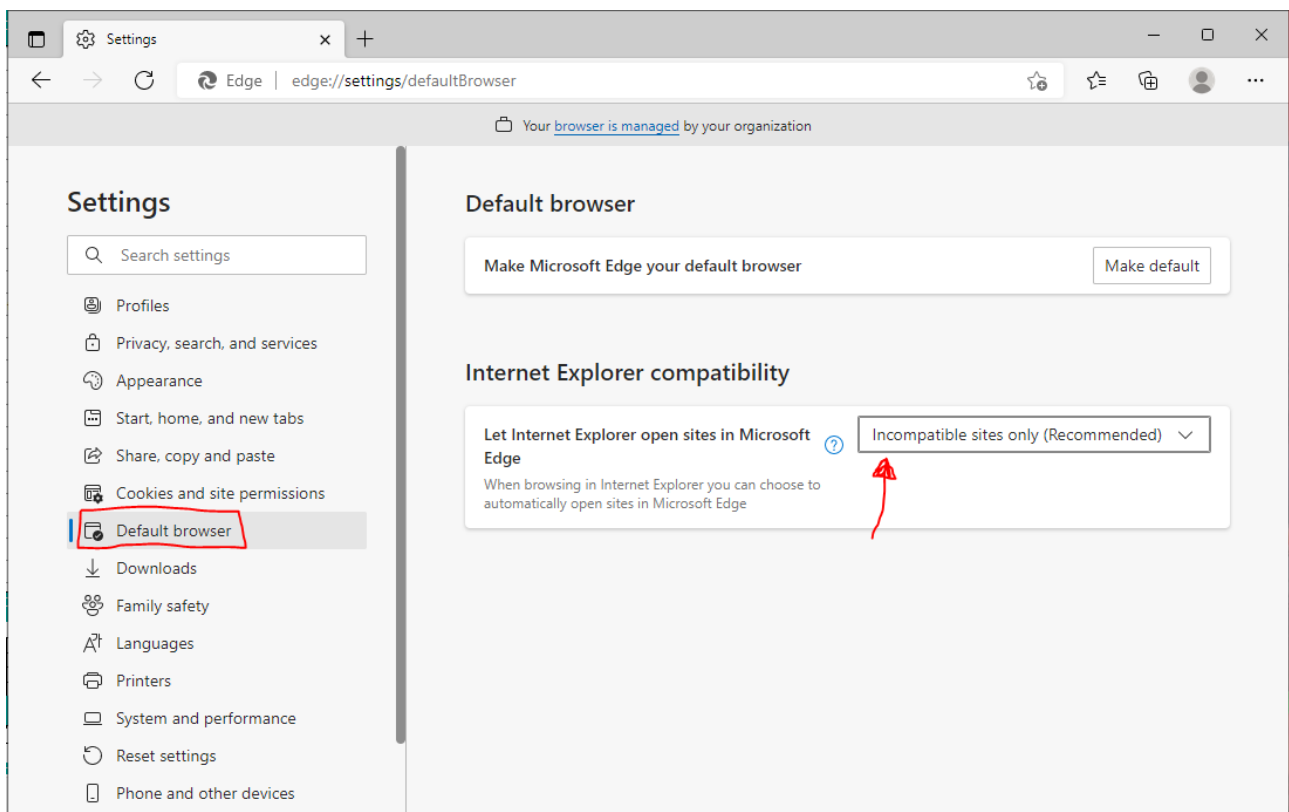 Settings
Edge | edge://settings/defaultBrowser
Your browser is managed by your organization
Settings
Search settings
Profiles
Privacy, search, and services
Appearance
Start, home, and new tabs
Share, copy and paste
Cookies and site permissions
Default browser
Downloads
Family safety
Languages
Printers
System and performance
Reset settings
Phone and other devices
Default browser
Make Microsoft Edge your default browser
Make default
Internet Explorer compatibility
Let Internet Explorer open sites in Microsoft
Edge
When browsing in Internet Explorer you can choose to
automatically open sites in Microsoft Edge
Incompatible sites only (Recommended)